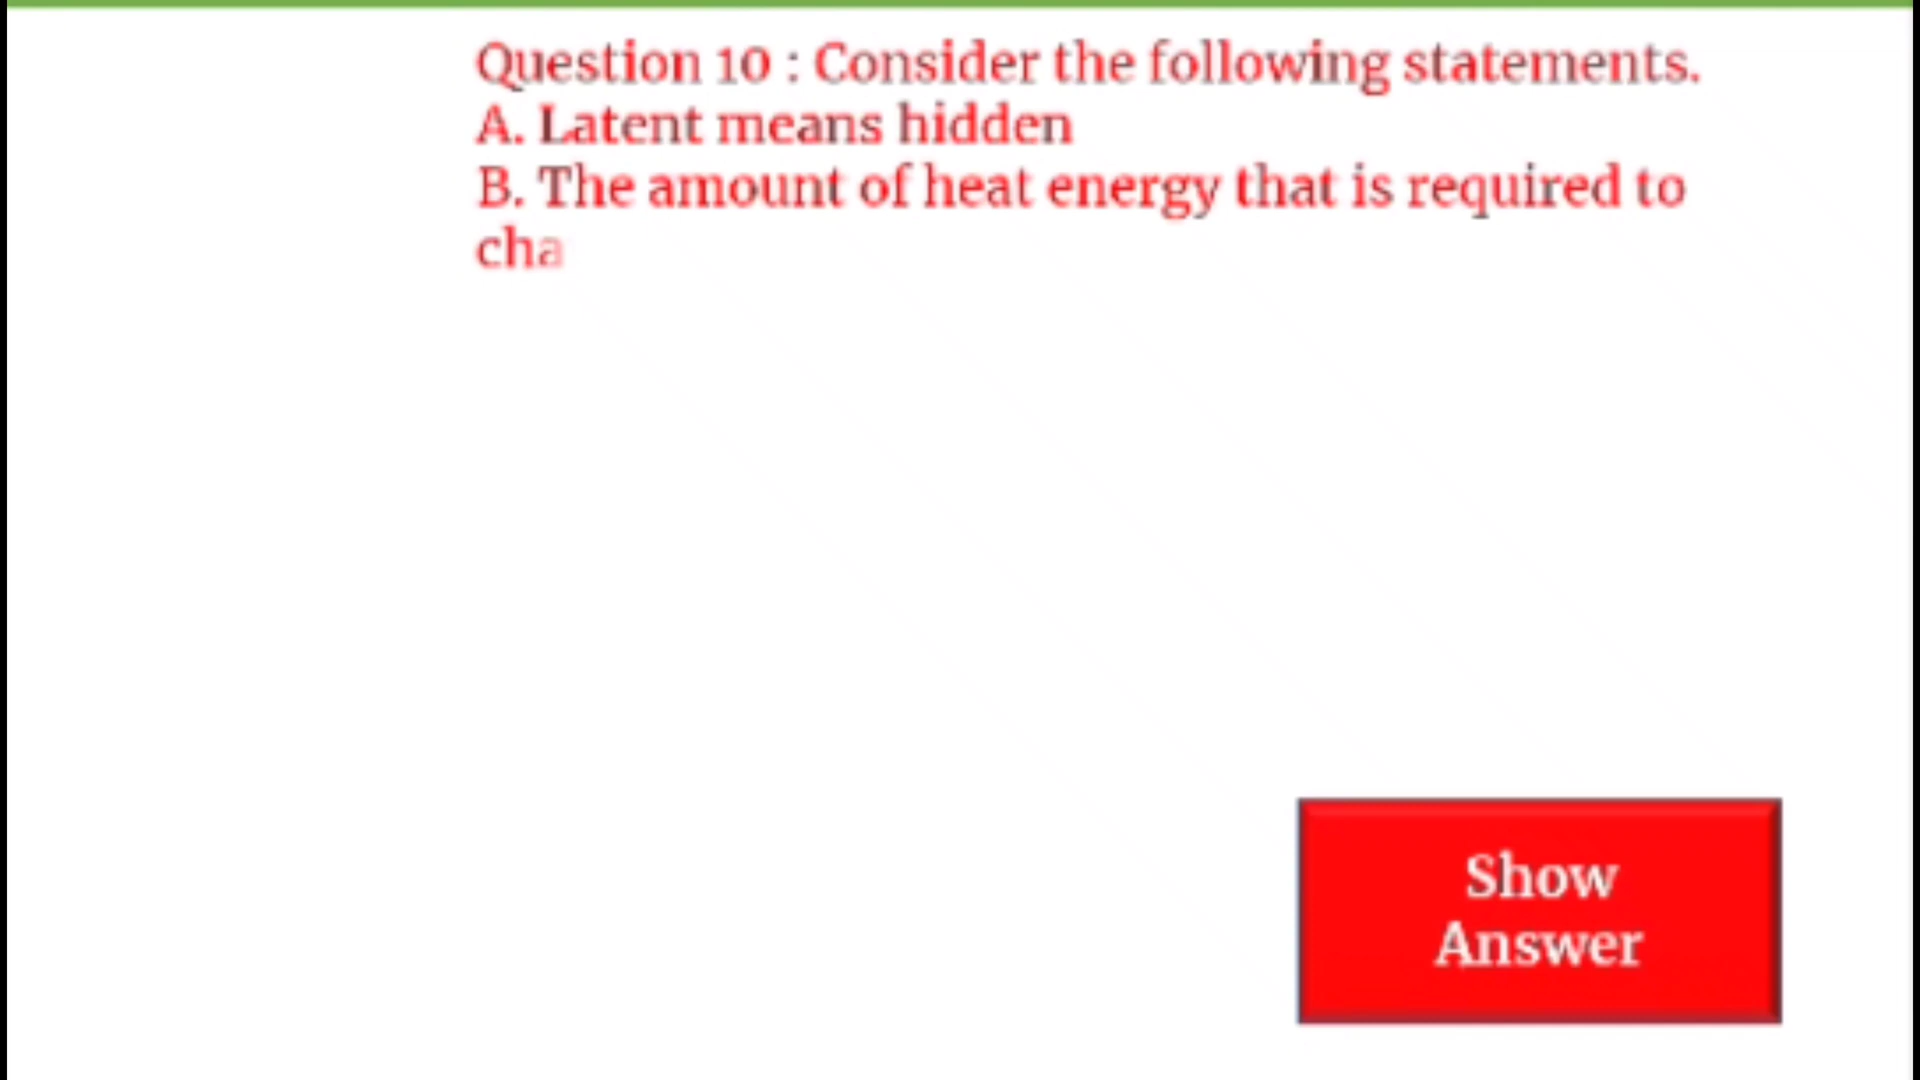 Question 10 : Consider the following statements.
A. Latent means hidden
B. The amount of heat energy that is required to
cha
Show
Answer